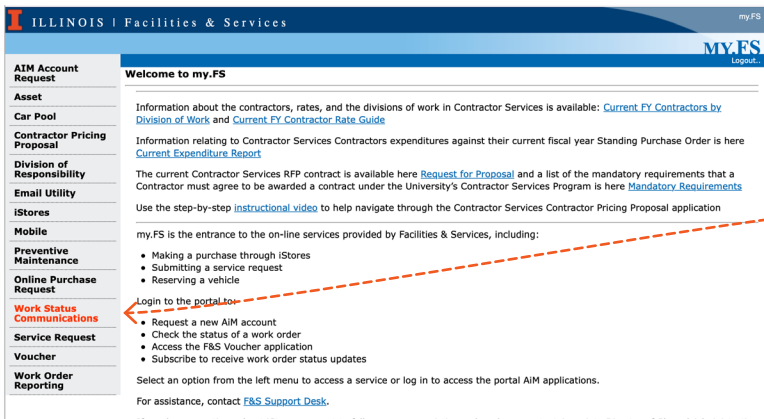 ILLINOIS | Facilities & Services
my.FS
MY.FS
Logout..
AIM Account
Request
Asset
Car Pool
Contractor Pricing
Proposal
Division of
Responsibility
Email Utility
iStores
Mobile
Preventive
Maintenance
Online Purchase
Request
Work Status
Communications
Service Request
Voucher
Work Order
Reporting
Welcome to my.FS
Information about the contractors, rates, and the divisions of work in Contractor Services is available: Current FY Contractors by
Division of Work and Current FY Contractor Rate Guide
Information relating to Contractor Services Contractors expenditures against their current fiscal year Standing Purchase Order is here
Current Expenditure Report
The current Contractor Services RFP contract is available here Request for Proposal and a list of the mandatory requirements that a
Contractor must agree to be awarded a contract under the University's Contractor Services Program is here Mandatory Requirements
Use the step-by-step instructional video to help navigate through the Contractor Services Contractor Pricing Proposal application
my.FS is the entrance to the on-line services provided by Facilities & Services, including:
• Making a purchase through iStores
• Submitting a service request
• Reserving a vehicle
Login to the portal to:
• Request a new AiM account
• Check the status of a work order
• Access the F&S Voucher application
• Subscribe to receive work order status updates
Select an option from the left menu to access a service or log in to access the portal AiM applications.
For assistance, contact F&S Support Desk.